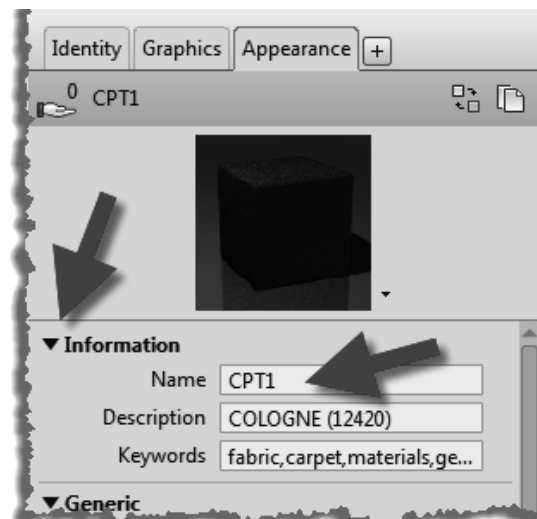 Identity Graphics Appearance +
0 CPT1
Information
Name CPT1
Description COLOGNE (12420)
Keywords fabric,carpet,materials,ge...
Generic